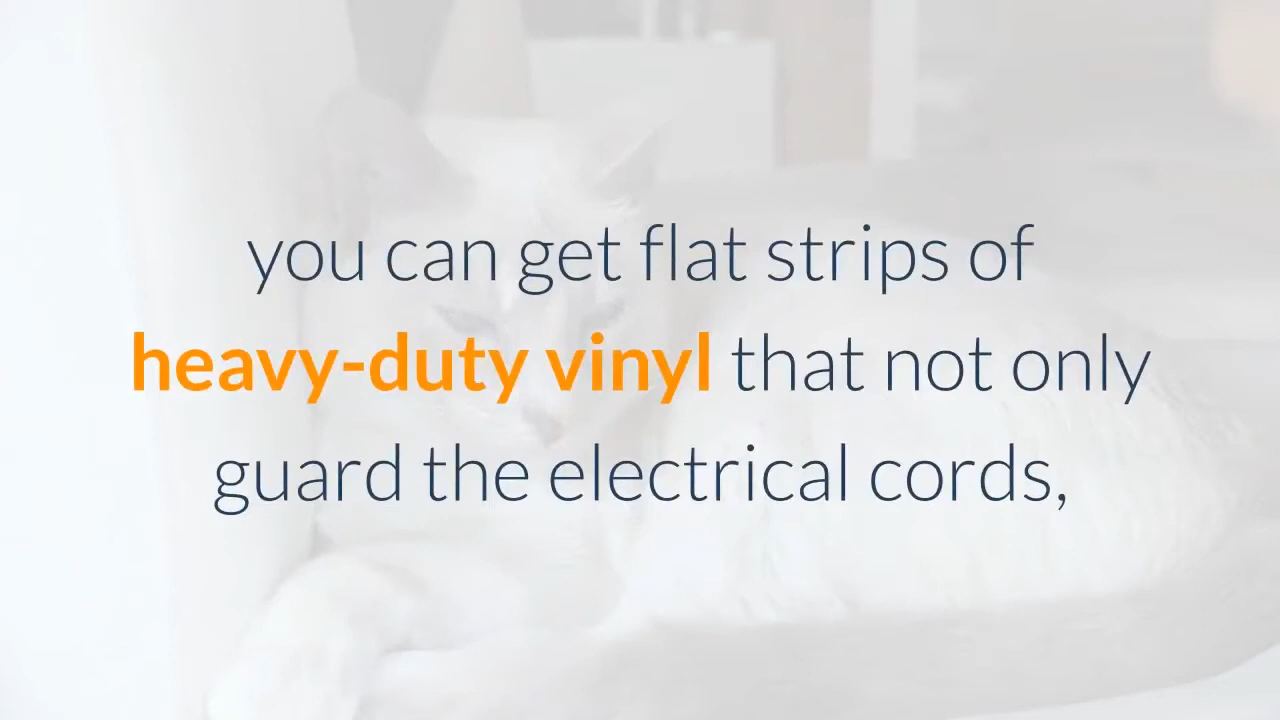 you can get flat strips of
heavy-duty vinyl that not only
guard the electrical cords,